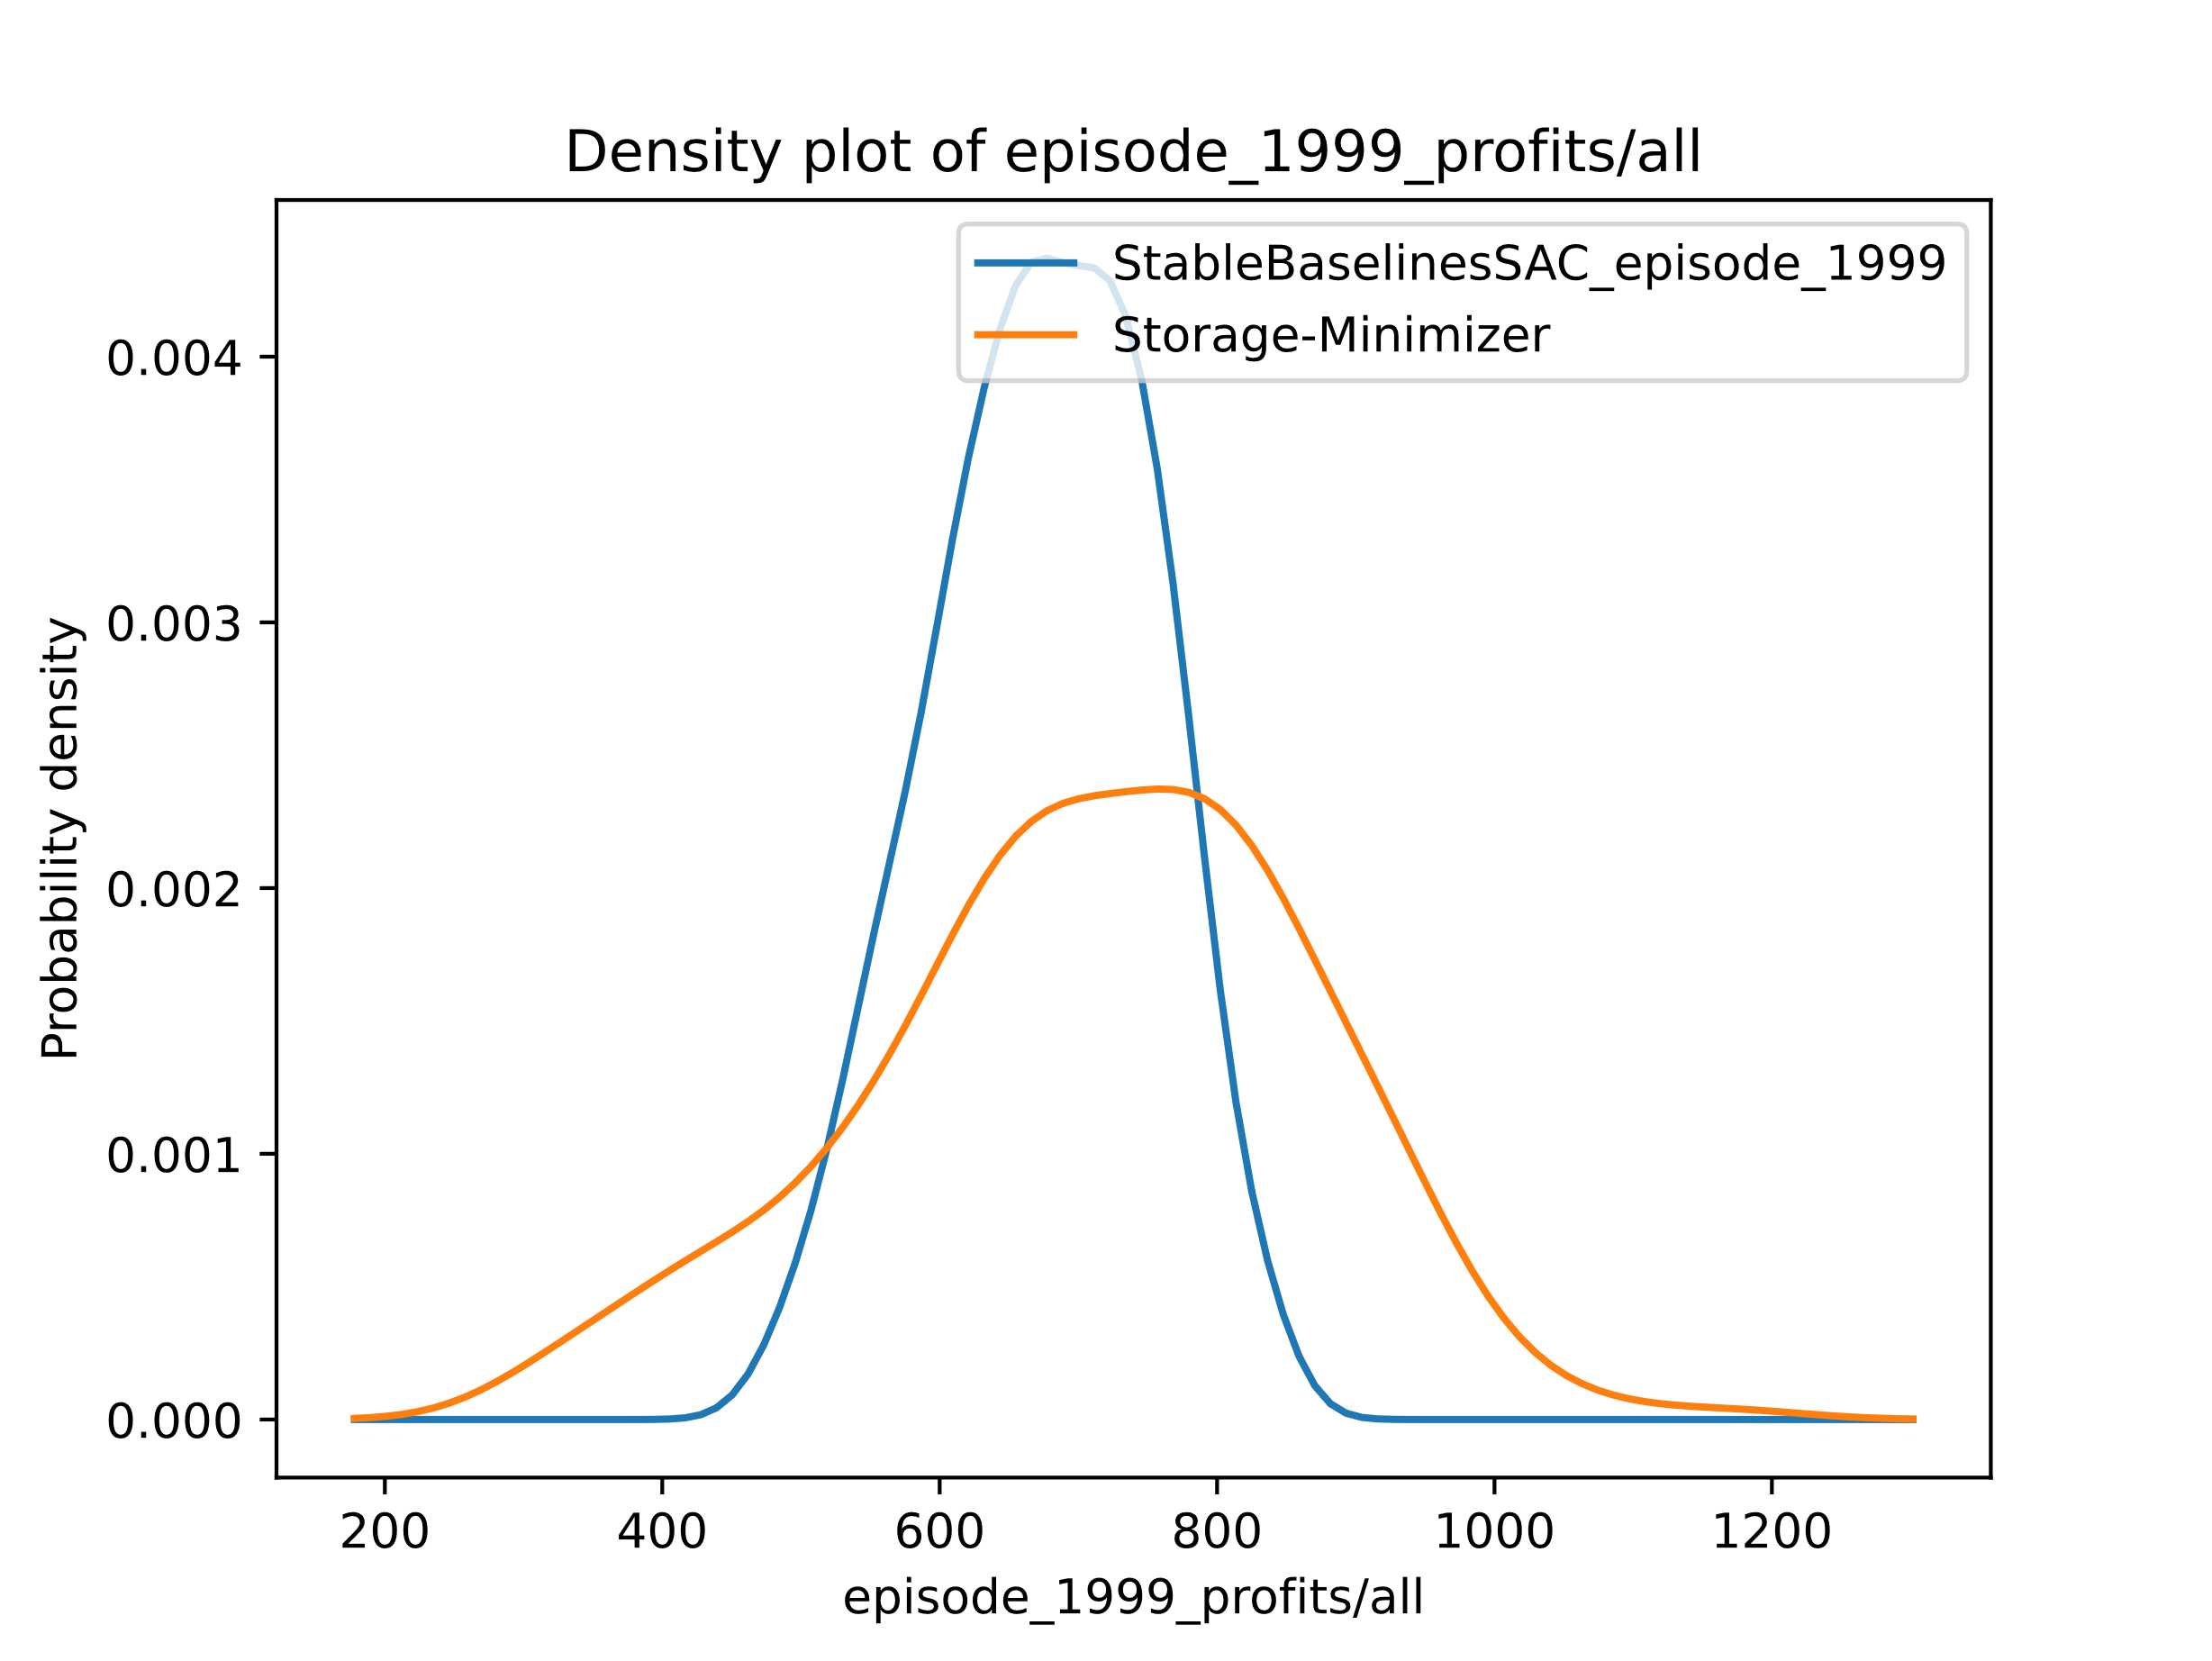 Density plot of episode_1999_profits/all
StableBaselinesSAC_episode_1999
Storage-Minimizer
0.004
0.003
0.002
0.001
0.000
Probability density
200 400 600 800 1000 1200
episode_1999_profits/all